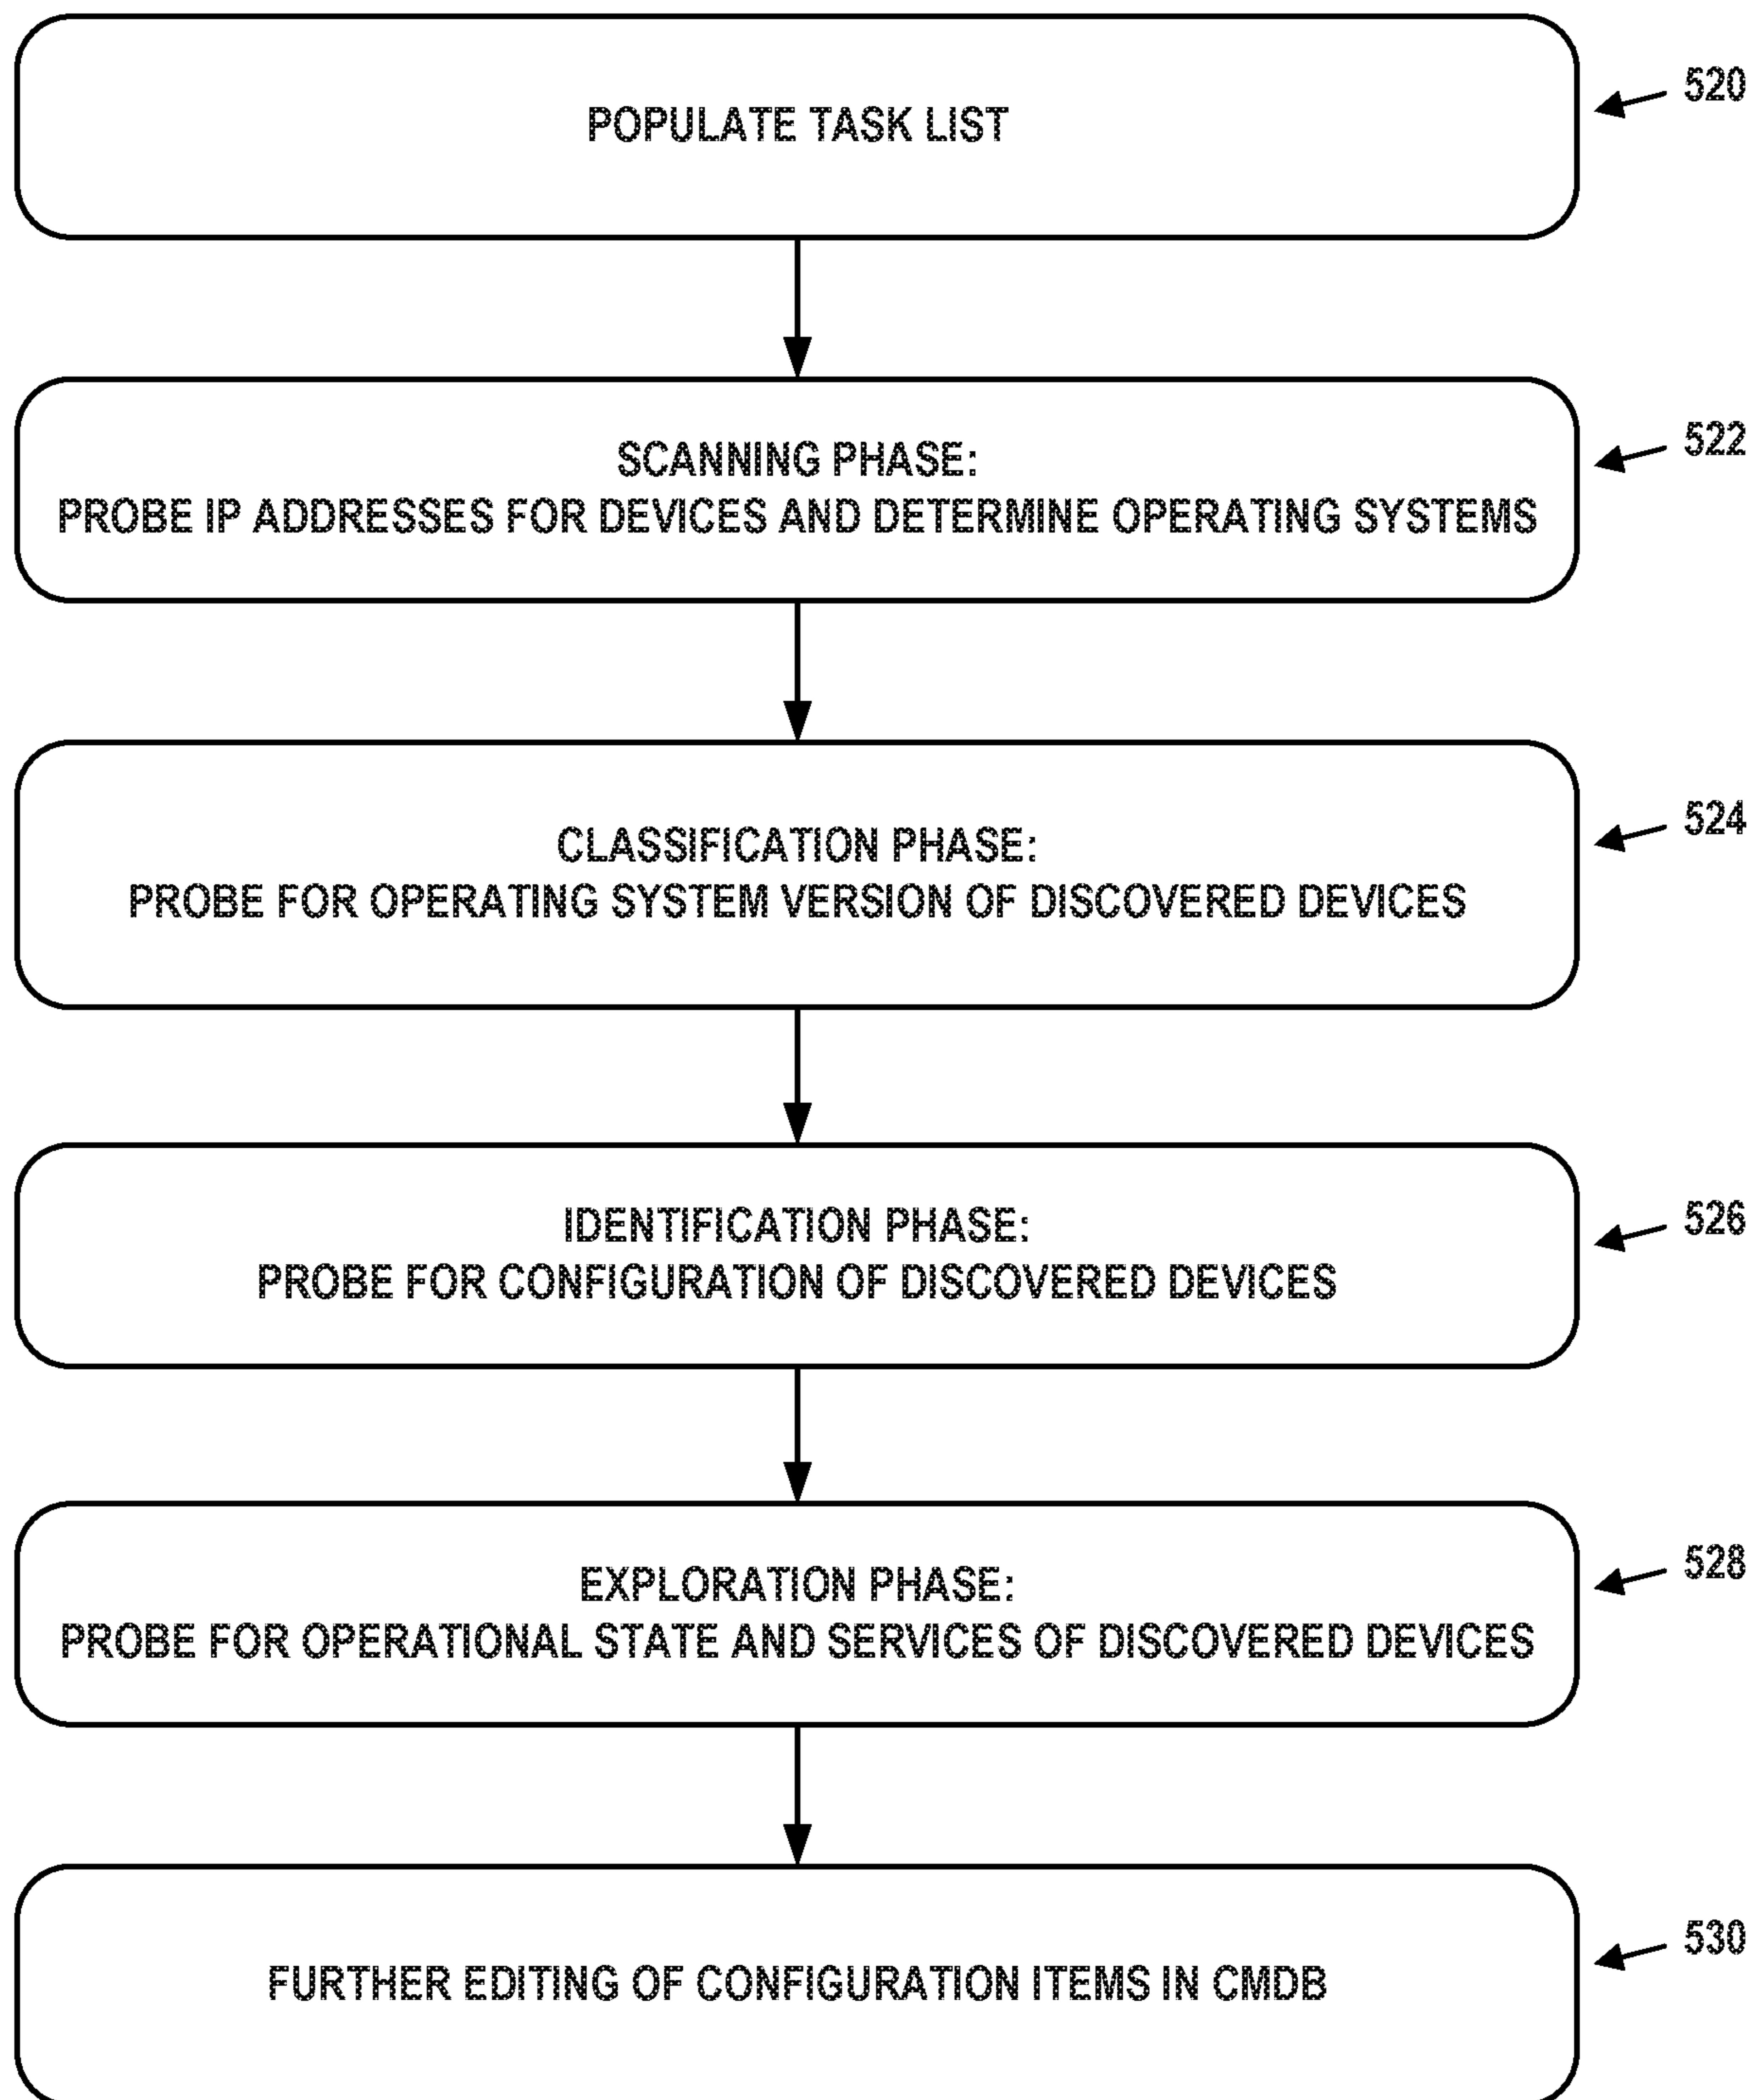 POPULATE TASK LIST
520
SCANNING PHASE:
PROBE IP ADDRESSES FOR DEVICES AND DETERMINE OPERATING SYSTEMS
522
CLASSIFICATION PHASE:
PROBE FOR OPERATING SYSTEM VERSION OF DISCOVERED DEVICES
524
IDENTIFICATION PHASE:
PROBE FOR CONFIGURATION OF DISCOVERED DEVICES
526
EXPLORATION PHASE:
PROBE FOR OPERATIONAL STATE AND SERVICES OF DISCOVERED DEVICES
528
FURTHER EDITING OF CONFIGURATION ITEMS IN CMDB
530